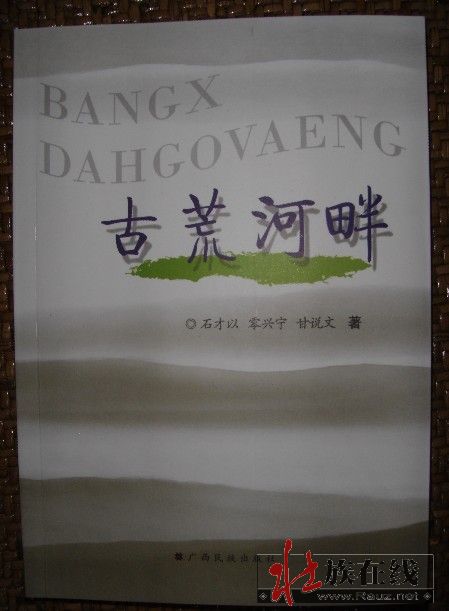 BANGX
DAHGOVAENG
古荒河畔
◎石才以 零兴宁 甘说文 著
广西民族出版社
壮族在线
www.Rauz.net